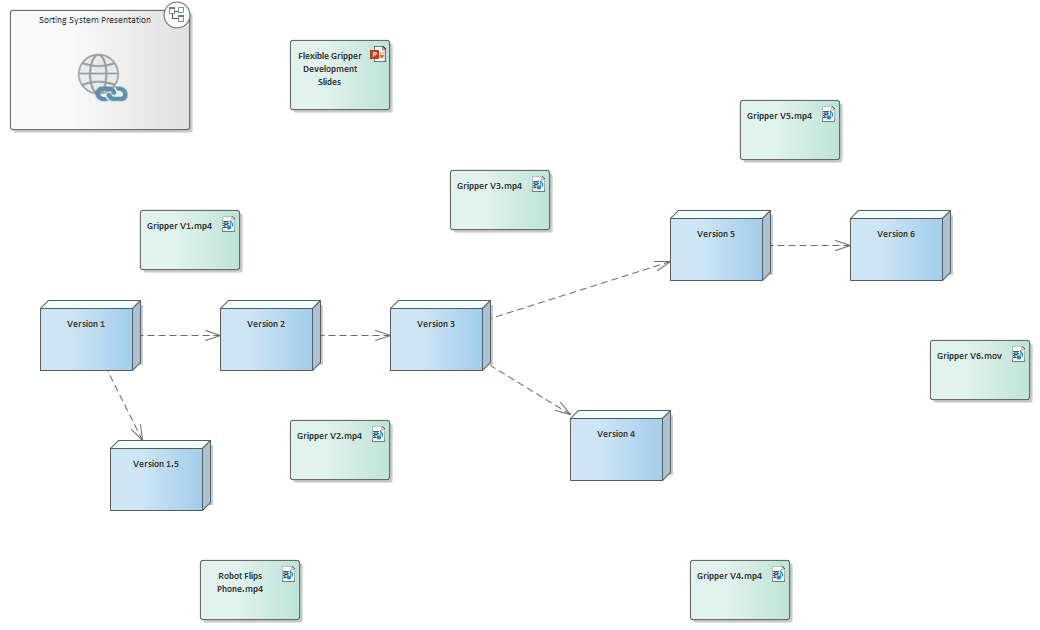 Sorting System Presentation
Flexible Gripper
Development
Slides
P
Gripper V5.mp4
Gripper V3.mp4
Gripper V1.mp4
Version 5
Version 6
Version 1
Version 2
Version 3
Gripper V6.mov
Gripper V2.mp4
Version 4
Version 1.5
Robot Flips
Phone.mp4
Gripper V4.mp4